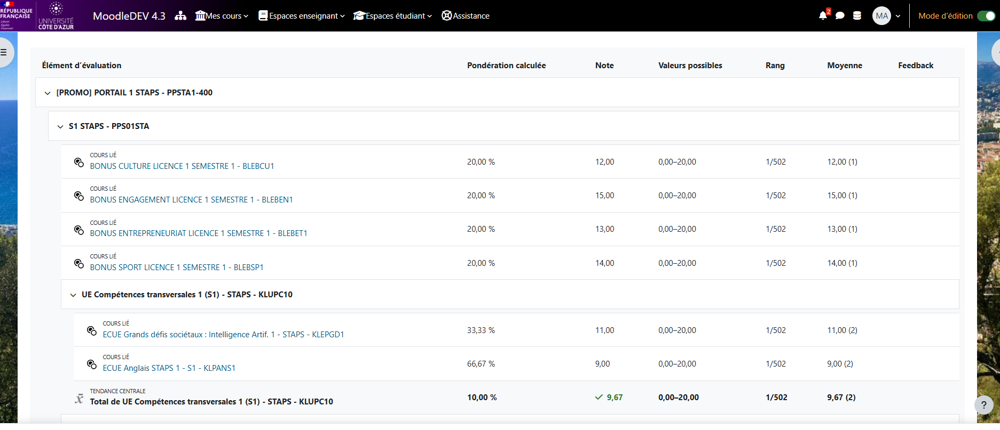 RÉPUBLIQUE
FRANÇAISE
Liberté
Égalité
Fraternité
UNIVERSITÉ
CÔTE D'AZUR
MoodleDEV 4.3
Mes cours
Espaces enseignant
Espaces étudiant
Assistance
2
MA
Mode d'édition
Élément d'évaluation Pondération calculée Note Valeurs possibles Rang Moyenne Feedback
[PROMO] PORTAIL 1 STAPS - PPSTA1-400
S1 STAPS - PPS01STA
COURS LIÉ
BONUS CULTURE LICENCE 1 SEMESTRE 1 - BLEBCU1 20,00 % 12,00 0,00–20,00 1/502 12,00 (1)
COURS LIÉ
BONUS ENGAGEMENT LICENCE 1 SEMESTRE 1 - BLEBEN1 20,00 % 15,00 0,00–20,00 1/502 15,00 (1)
COURS LIÉ
BONUS ENTREPRENEURIAT LICENCE 1 SEMESTRE 1 - BLEBET1 20,00 % 13,00 0,00–20,00 1/502 13,00 (1)
COURS LIÉ
BONUS SPORT LICENCE 1 SEMESTRE 1 - BLEBSP1 20,00 % 14,00 0,00–20,00 1/502 14,00 (1)
UE Compétences transversales 1 (S1) - STAPS - KLUPC10
COURS LIÉ
ECUE Grands défis sociétaux : Intelligence Artif. 1 - STAPS - KLEPGD1 33,33 % 11,00 0,00–20,00 1/502 11,00 (2)
COURS LIÉ
ECUE Anglais STAPS 1 - S1 - KLPANS1 66,67 % 9,00 0,00–20,00 1/502 9,00 (2)
TENDANCE CENTRALE
Total de UE Compétences transversales 1 (S1) - STAPS - KLUPC10 10,00 % 9,67 0,00–20,00 1/502 9,67 (2)
?